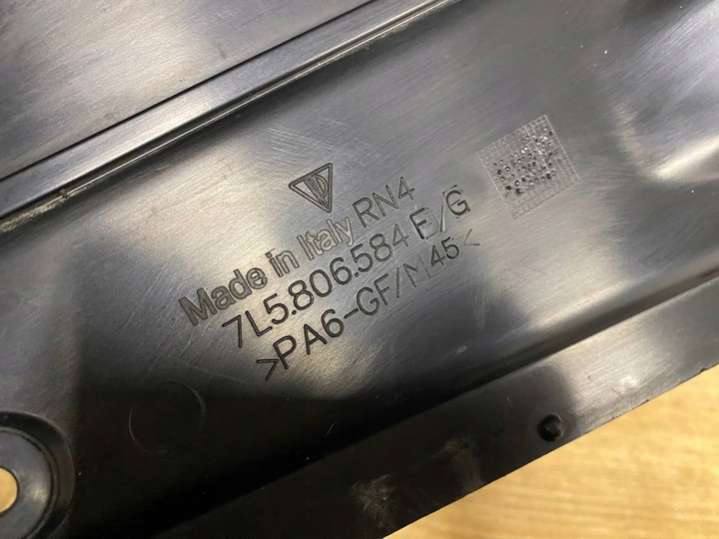 Made in Italy RN4
7L5.806.584 E/G
>PA6-GF/M45<